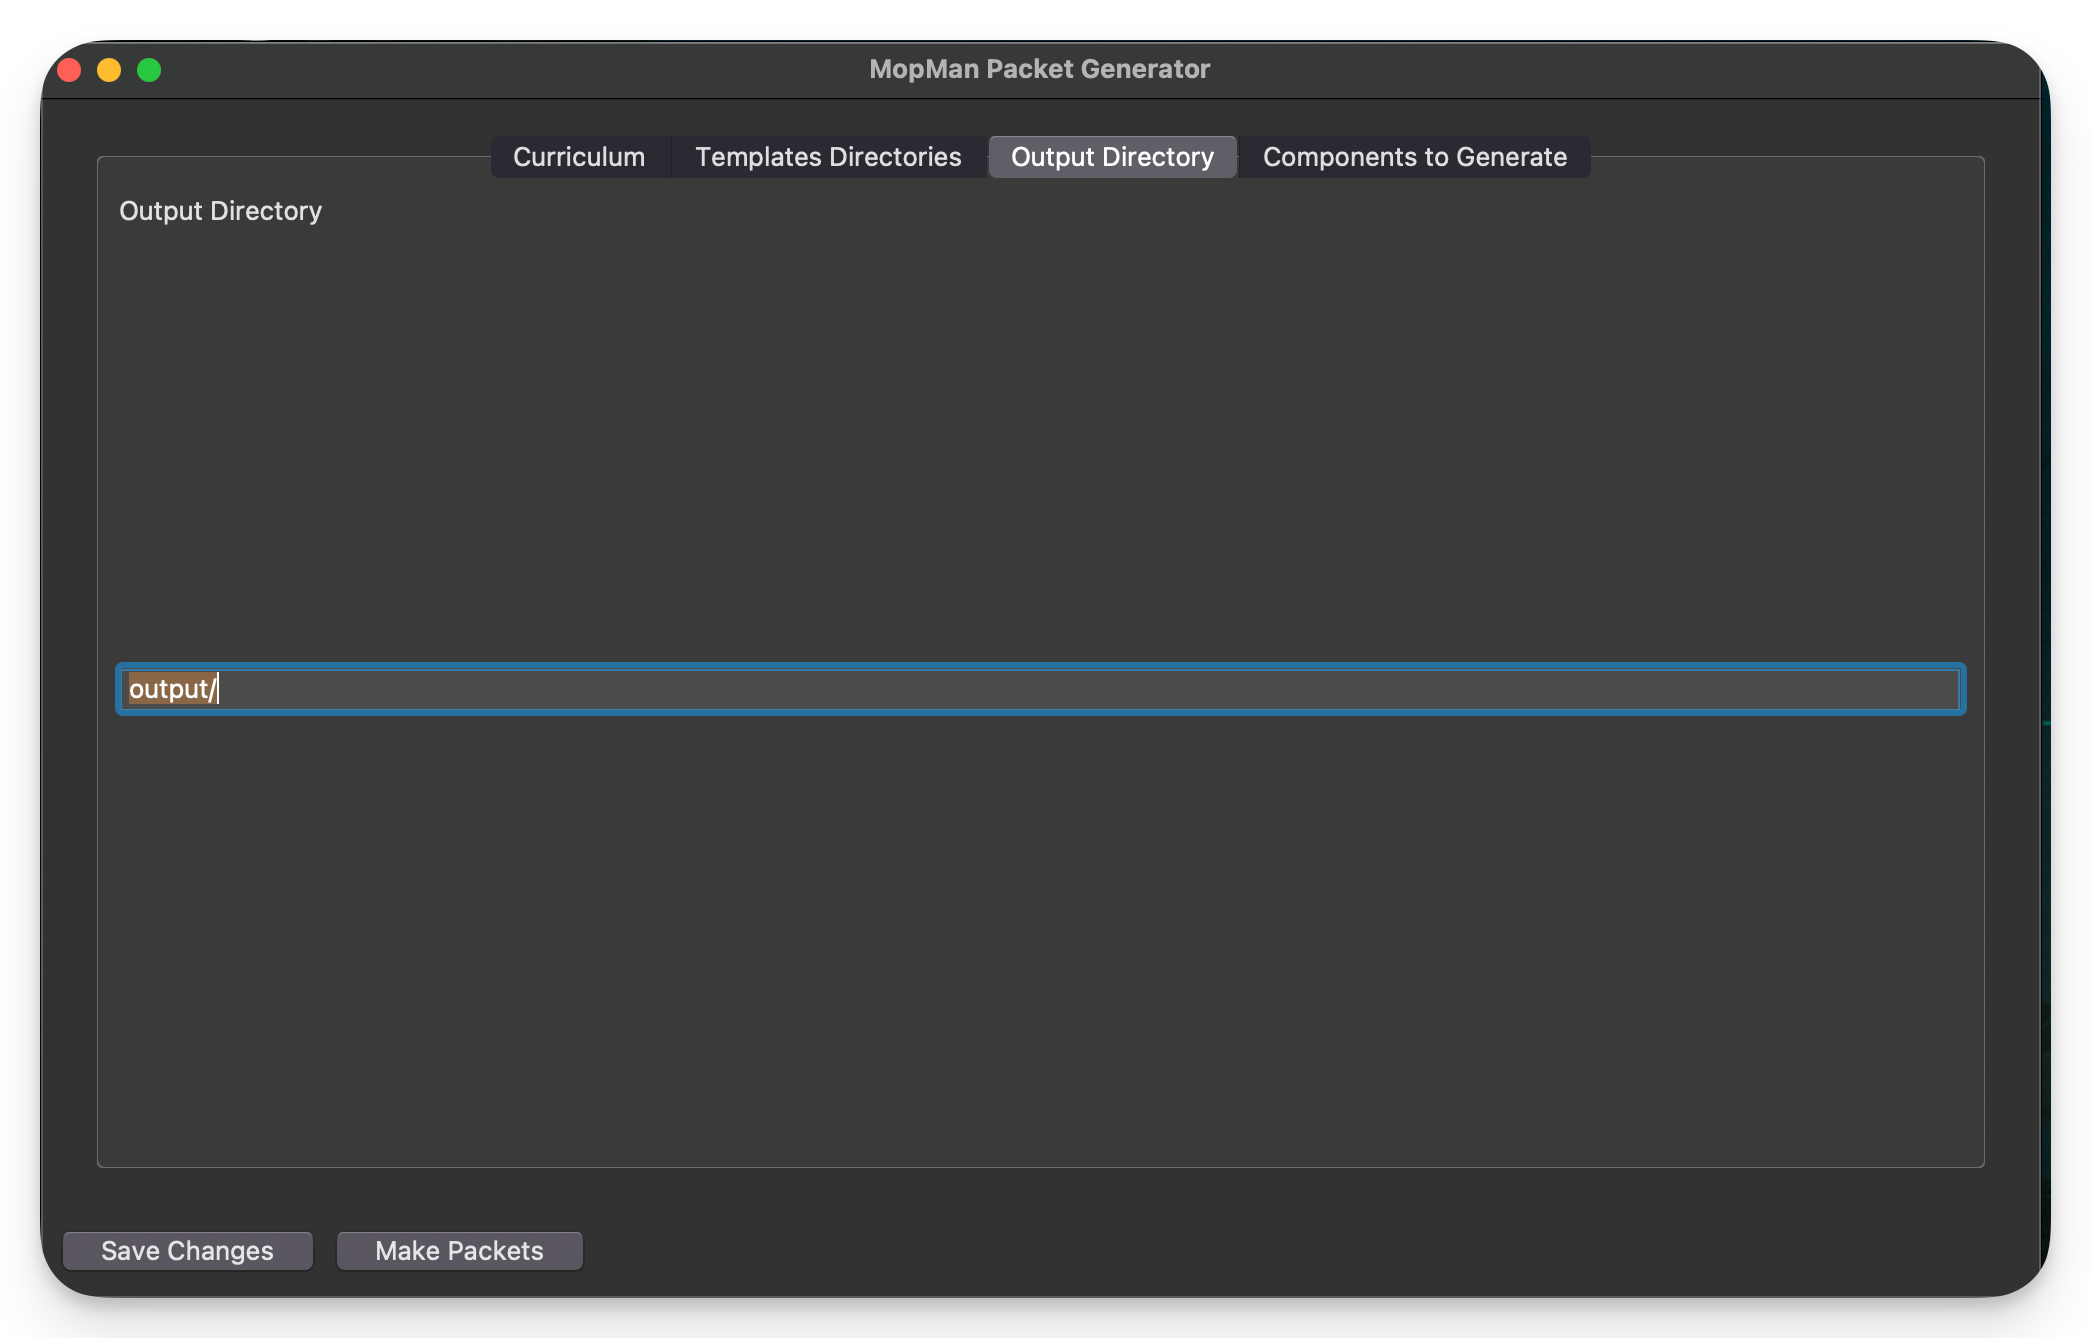 MopMan Packet Generator
Curriculum Templates Directories Output Directory Components to Generate
Output Directory
output/
Save Changes Make Packets